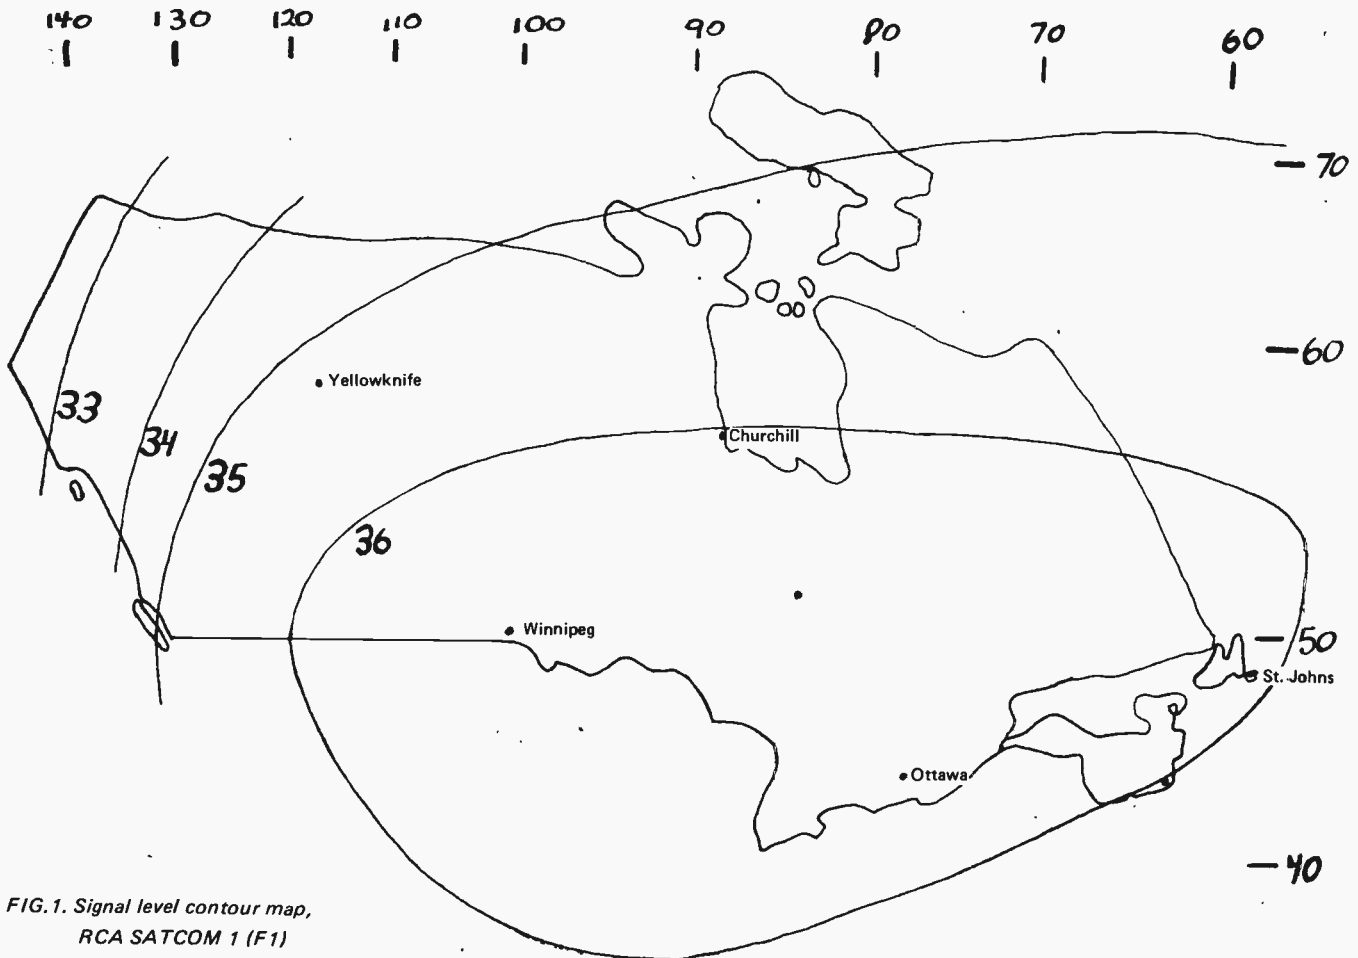 140 130 120 110 100 90 80 70 60
70
60
Yellowknife
33
Churchill
34
35
36
Winnipeg
50
St. Johns
Ottawa
40
FIG.1. Signal level contour map,
RCA SATCOM 1 (F1)